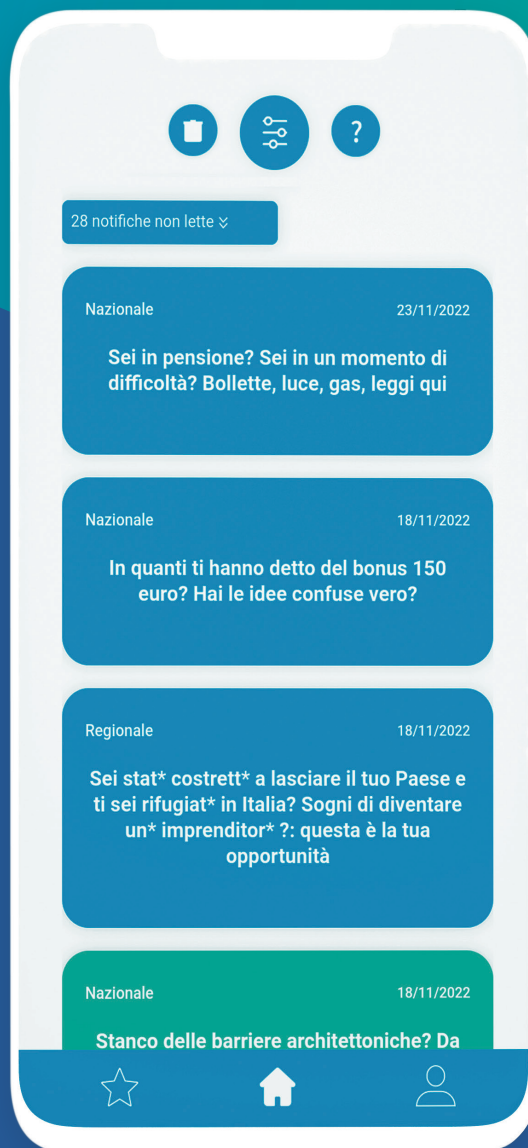 ?
28 notifiche non lette
Nazionale
23/11/2022
Sei in pensione? Sei in un momento di
difficoltà? Bollette, luce, gas, leggi qui
Nazionale
18/11/2022
In quanti ti hanno detto del bonus 150
euro? Hai le idee confuse vero?
Regionale
18/11/2022
Sei stat* costrett* a lasciare il tuo Paese e
ti sei rifugiat* in Italia? Sogni di diventare
un* imprenditor* ?: questa è la tua
opportunità
Nazionale
18/11/2022
Stanco delle barriere architettoniche? Da